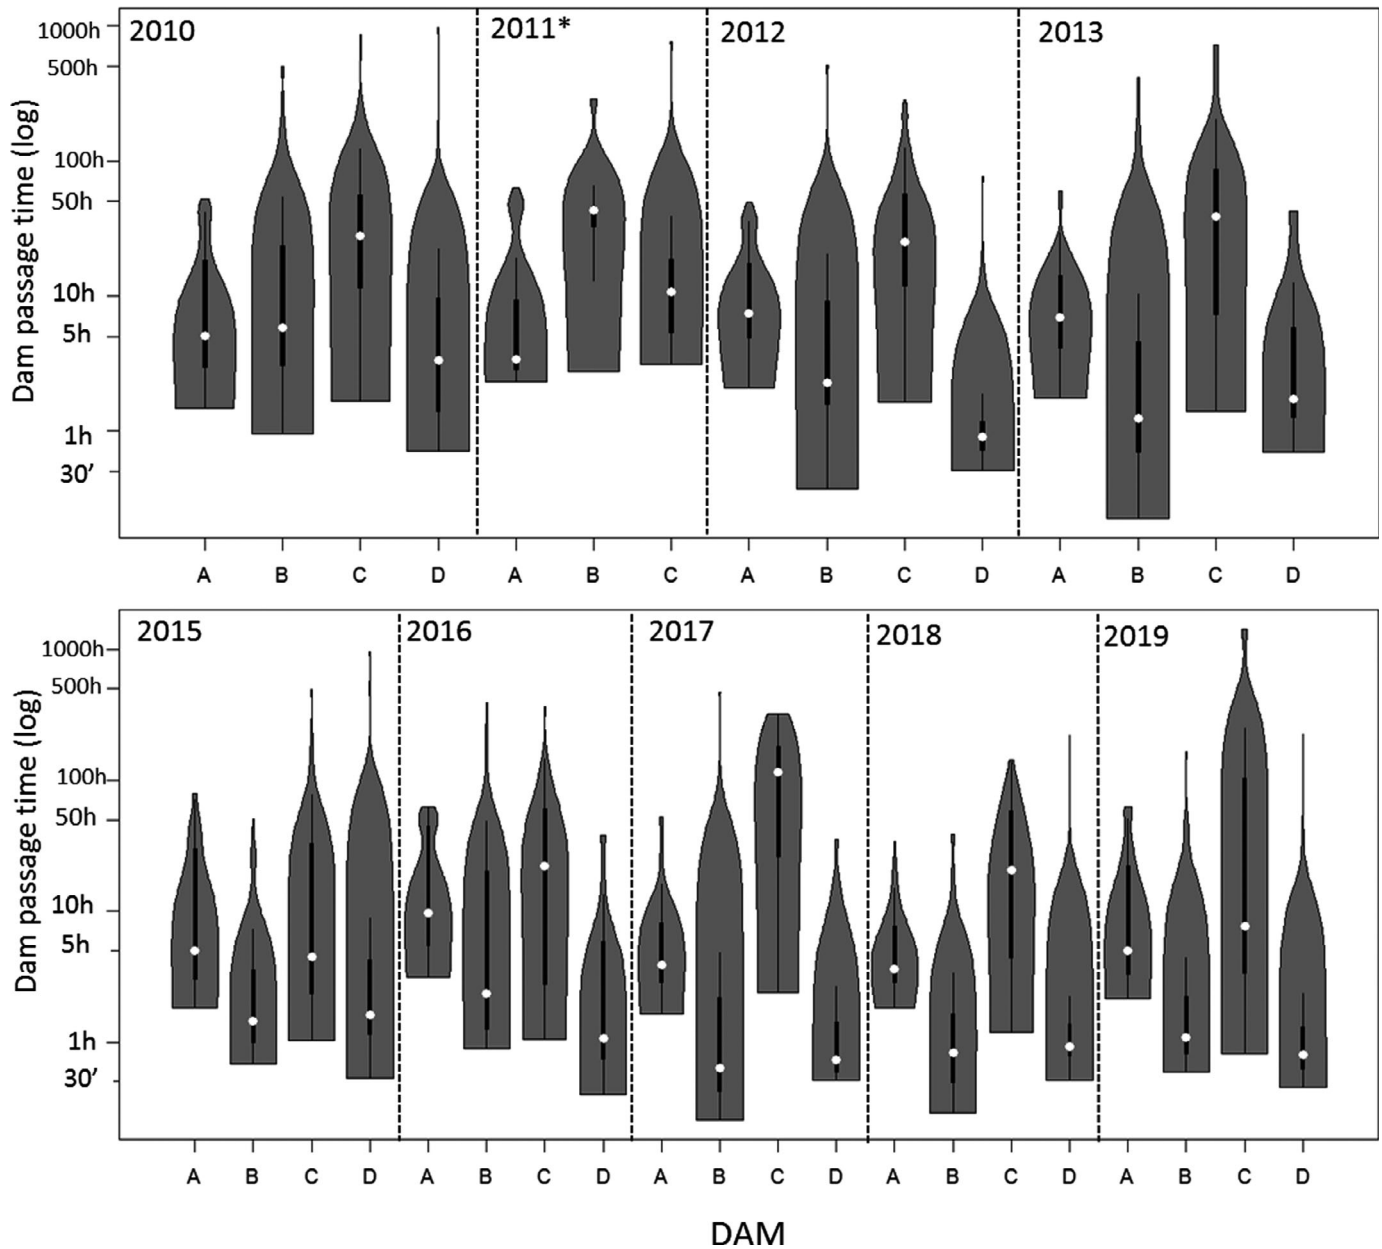 2010 2011* 2012 2013
Dam passage time (log)
1000h
500h
100h
50h
10h
5h
1h
30’
A B C D A B C A B C D A B C D
2015 2016 2017 2018 2019
Dam passage time (log)
1000h
500h
100h
50h
10h
5h
1h
30’
A B C D A B C D A B C D A B C D A B C D
DAM